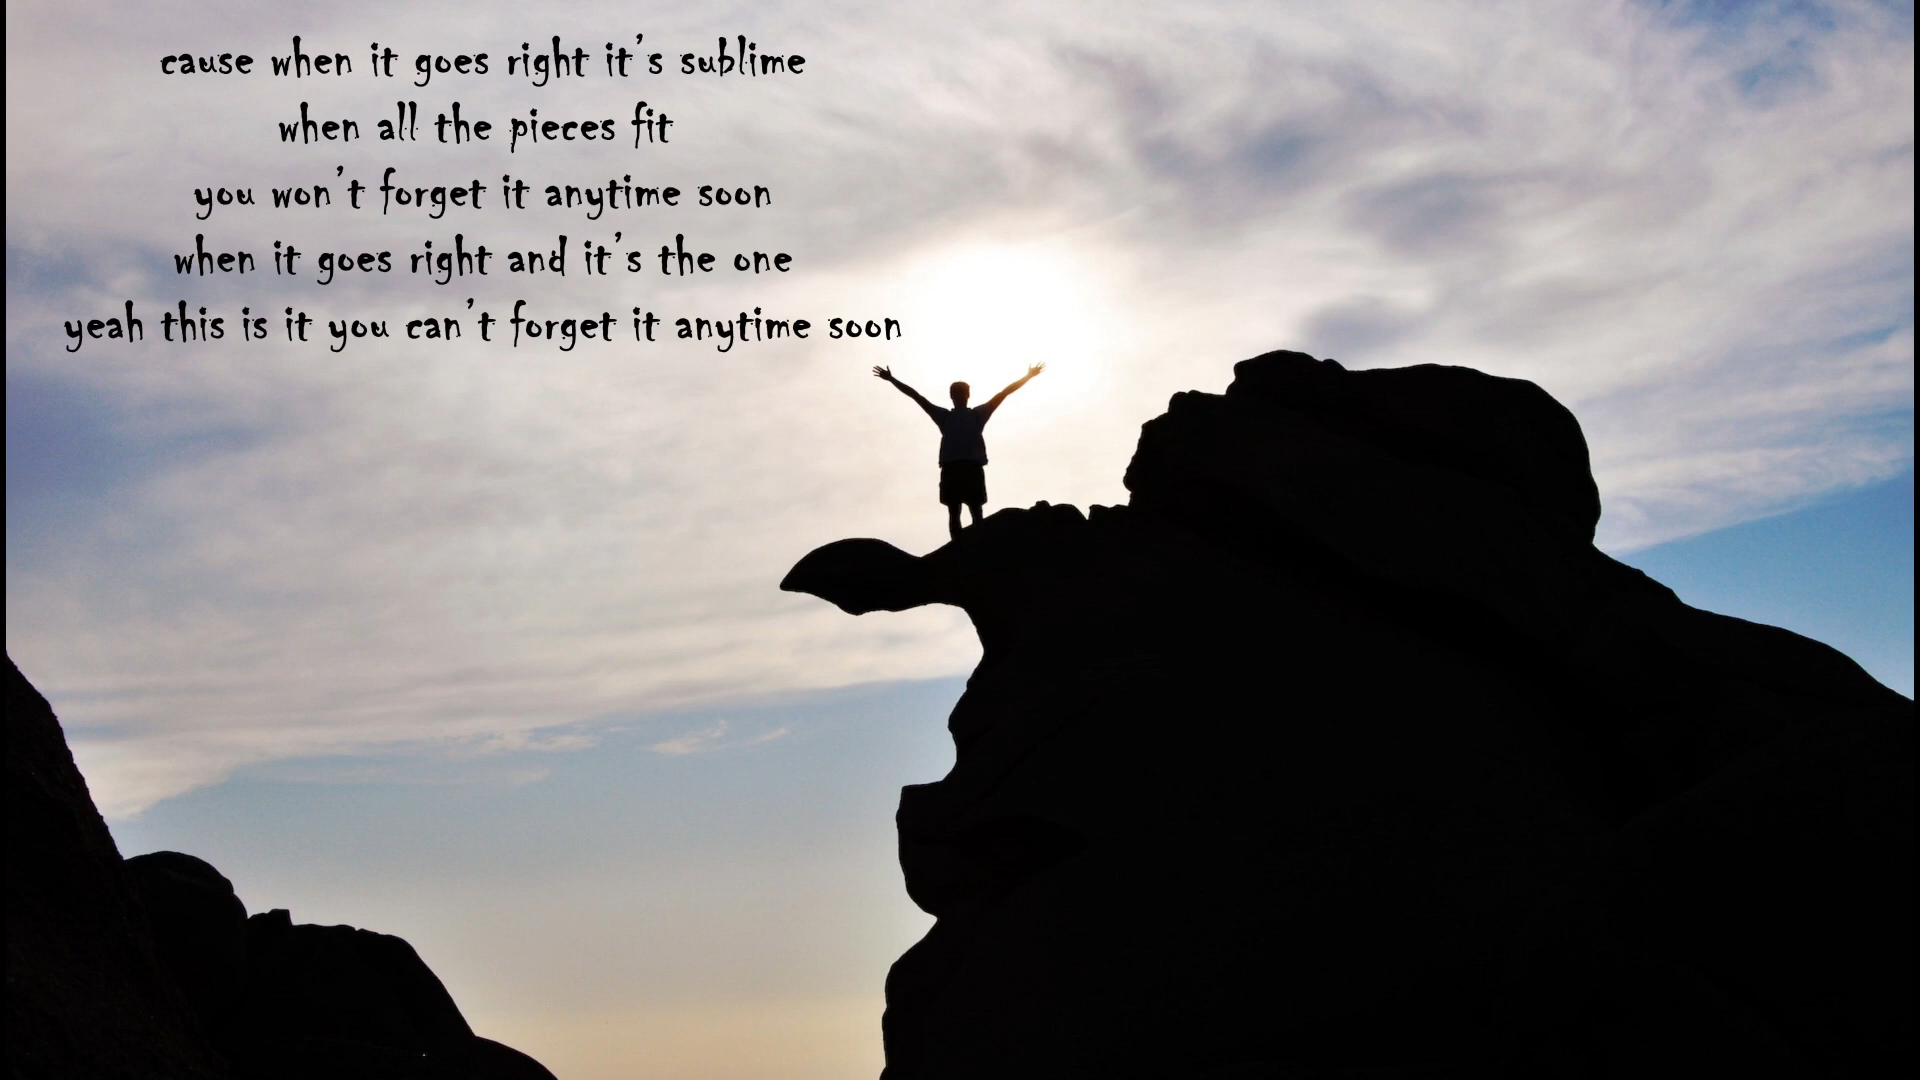 cause when it goes right it's sublime
when all the pieces fit
you won't forget it anytime soon
when it goes right and it's the one
yeah this is it you can't forget it anytime soon